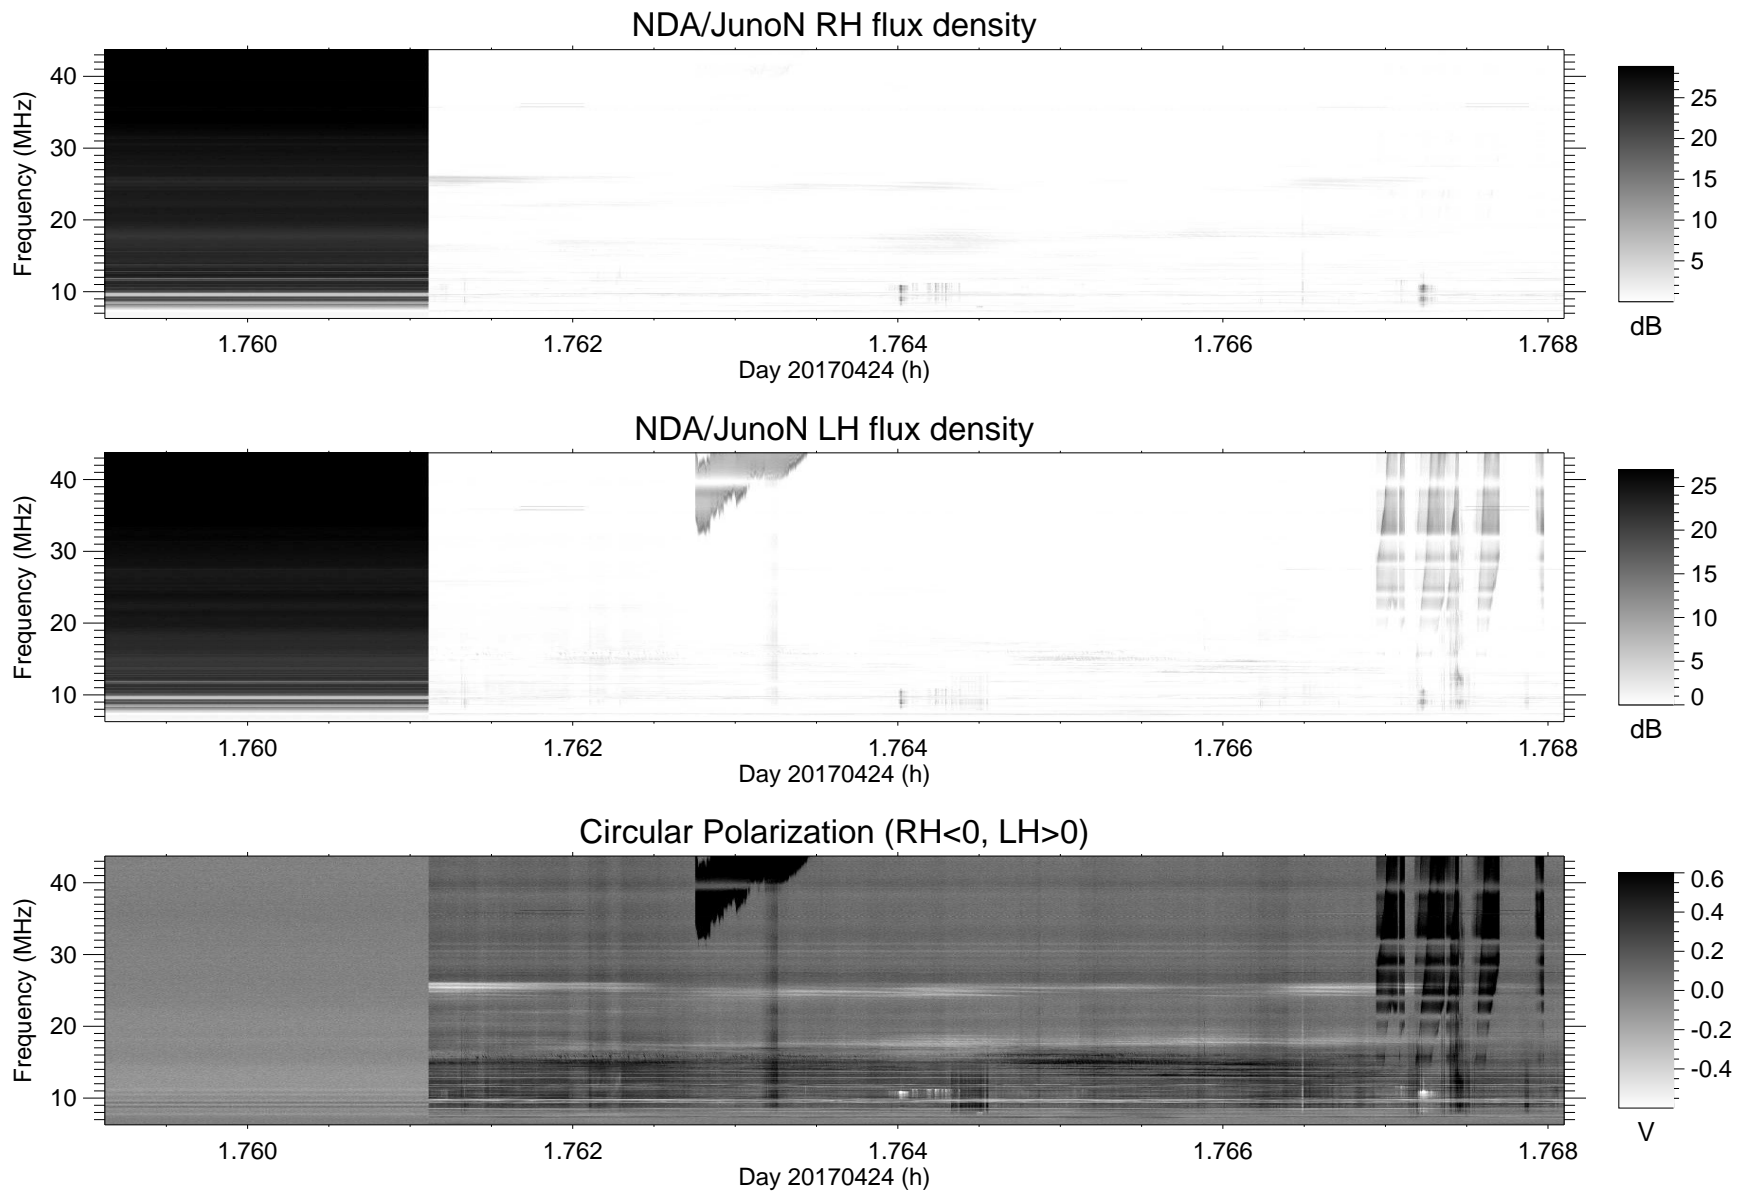 NDA/JunoN RH flux density
Frequency (MHz)
40
30
20
10
1.760 1.762 1.764 1.766 1.768
Day 20170424 (h)
25
20
15
10
5
dB
NDA/JunoN LH flux density
Frequency (MHz)
40
30
20
10
1.760 1.762 1.764 1.766 1.768
Day 20170424 (h)
25
20
15
10
5
0
dB
Circular Polarization (RH<0, LH>0)
Frequency (MHz)
40
30
20
10
1.760 1.762 1.764 1.766 1.768
Day 20170424 (h)
0.6
0.4
0.2
0.0
-0.2
-0.4
V